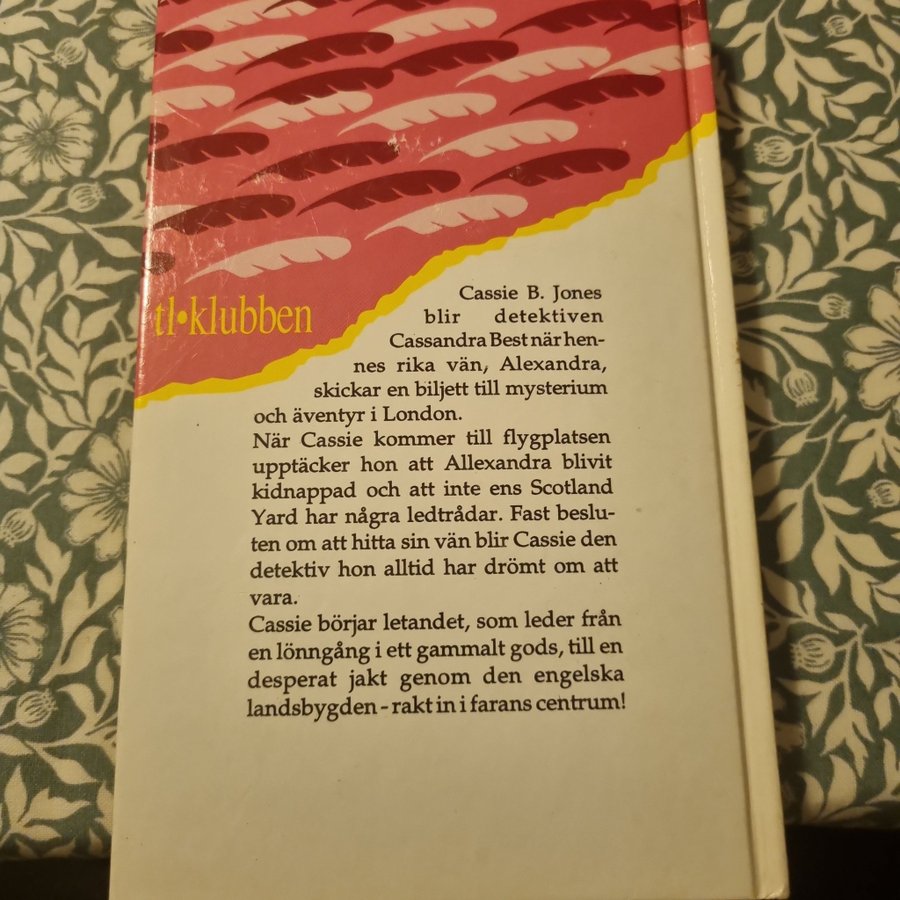 tl•klubben
Cassie B. Jones
blir detektiven
Cassandra Best när hen-
nes rika vän, Alexandra,
skickar en biljett till mysterium
och äventyr i London.
När Cassie kommer till flygplatsen
upptäcker hon att Allexandra blivit
kidnappad och att inte ens Scotland
Yard har några ledtrådar. Fast beslu-
ten om att hitta sin vän blir Cassie den
detektiv hon alltid har drömt om att
vara.
Cassie börjar letandet, som leder från
en lönngång i ett gammalt gods, till en
desperat jakt genom den engelska
landsbygden - rakt in i farans centrum!